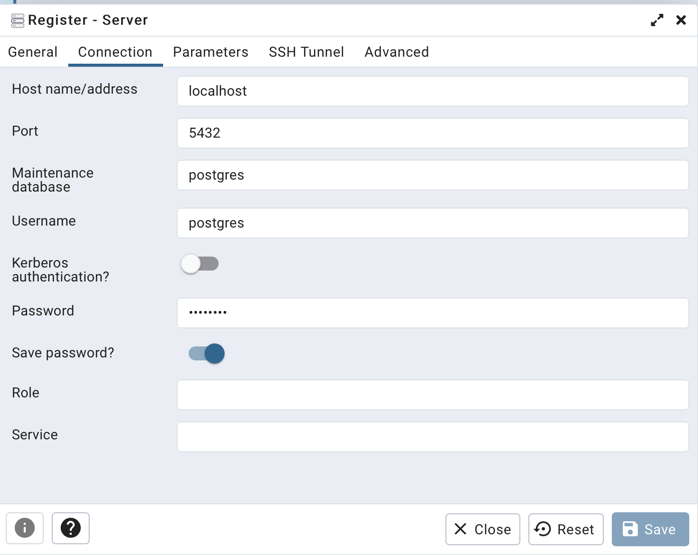 Register - Server
General Connection Parameters SSH Tunnel Advanced
Host name/address localhost
Port 5432
Maintenance
database postgres
Username postgres
Kerberos
authentication?
Password ••••••••
Save password?
Role
Service
Close Reset Save